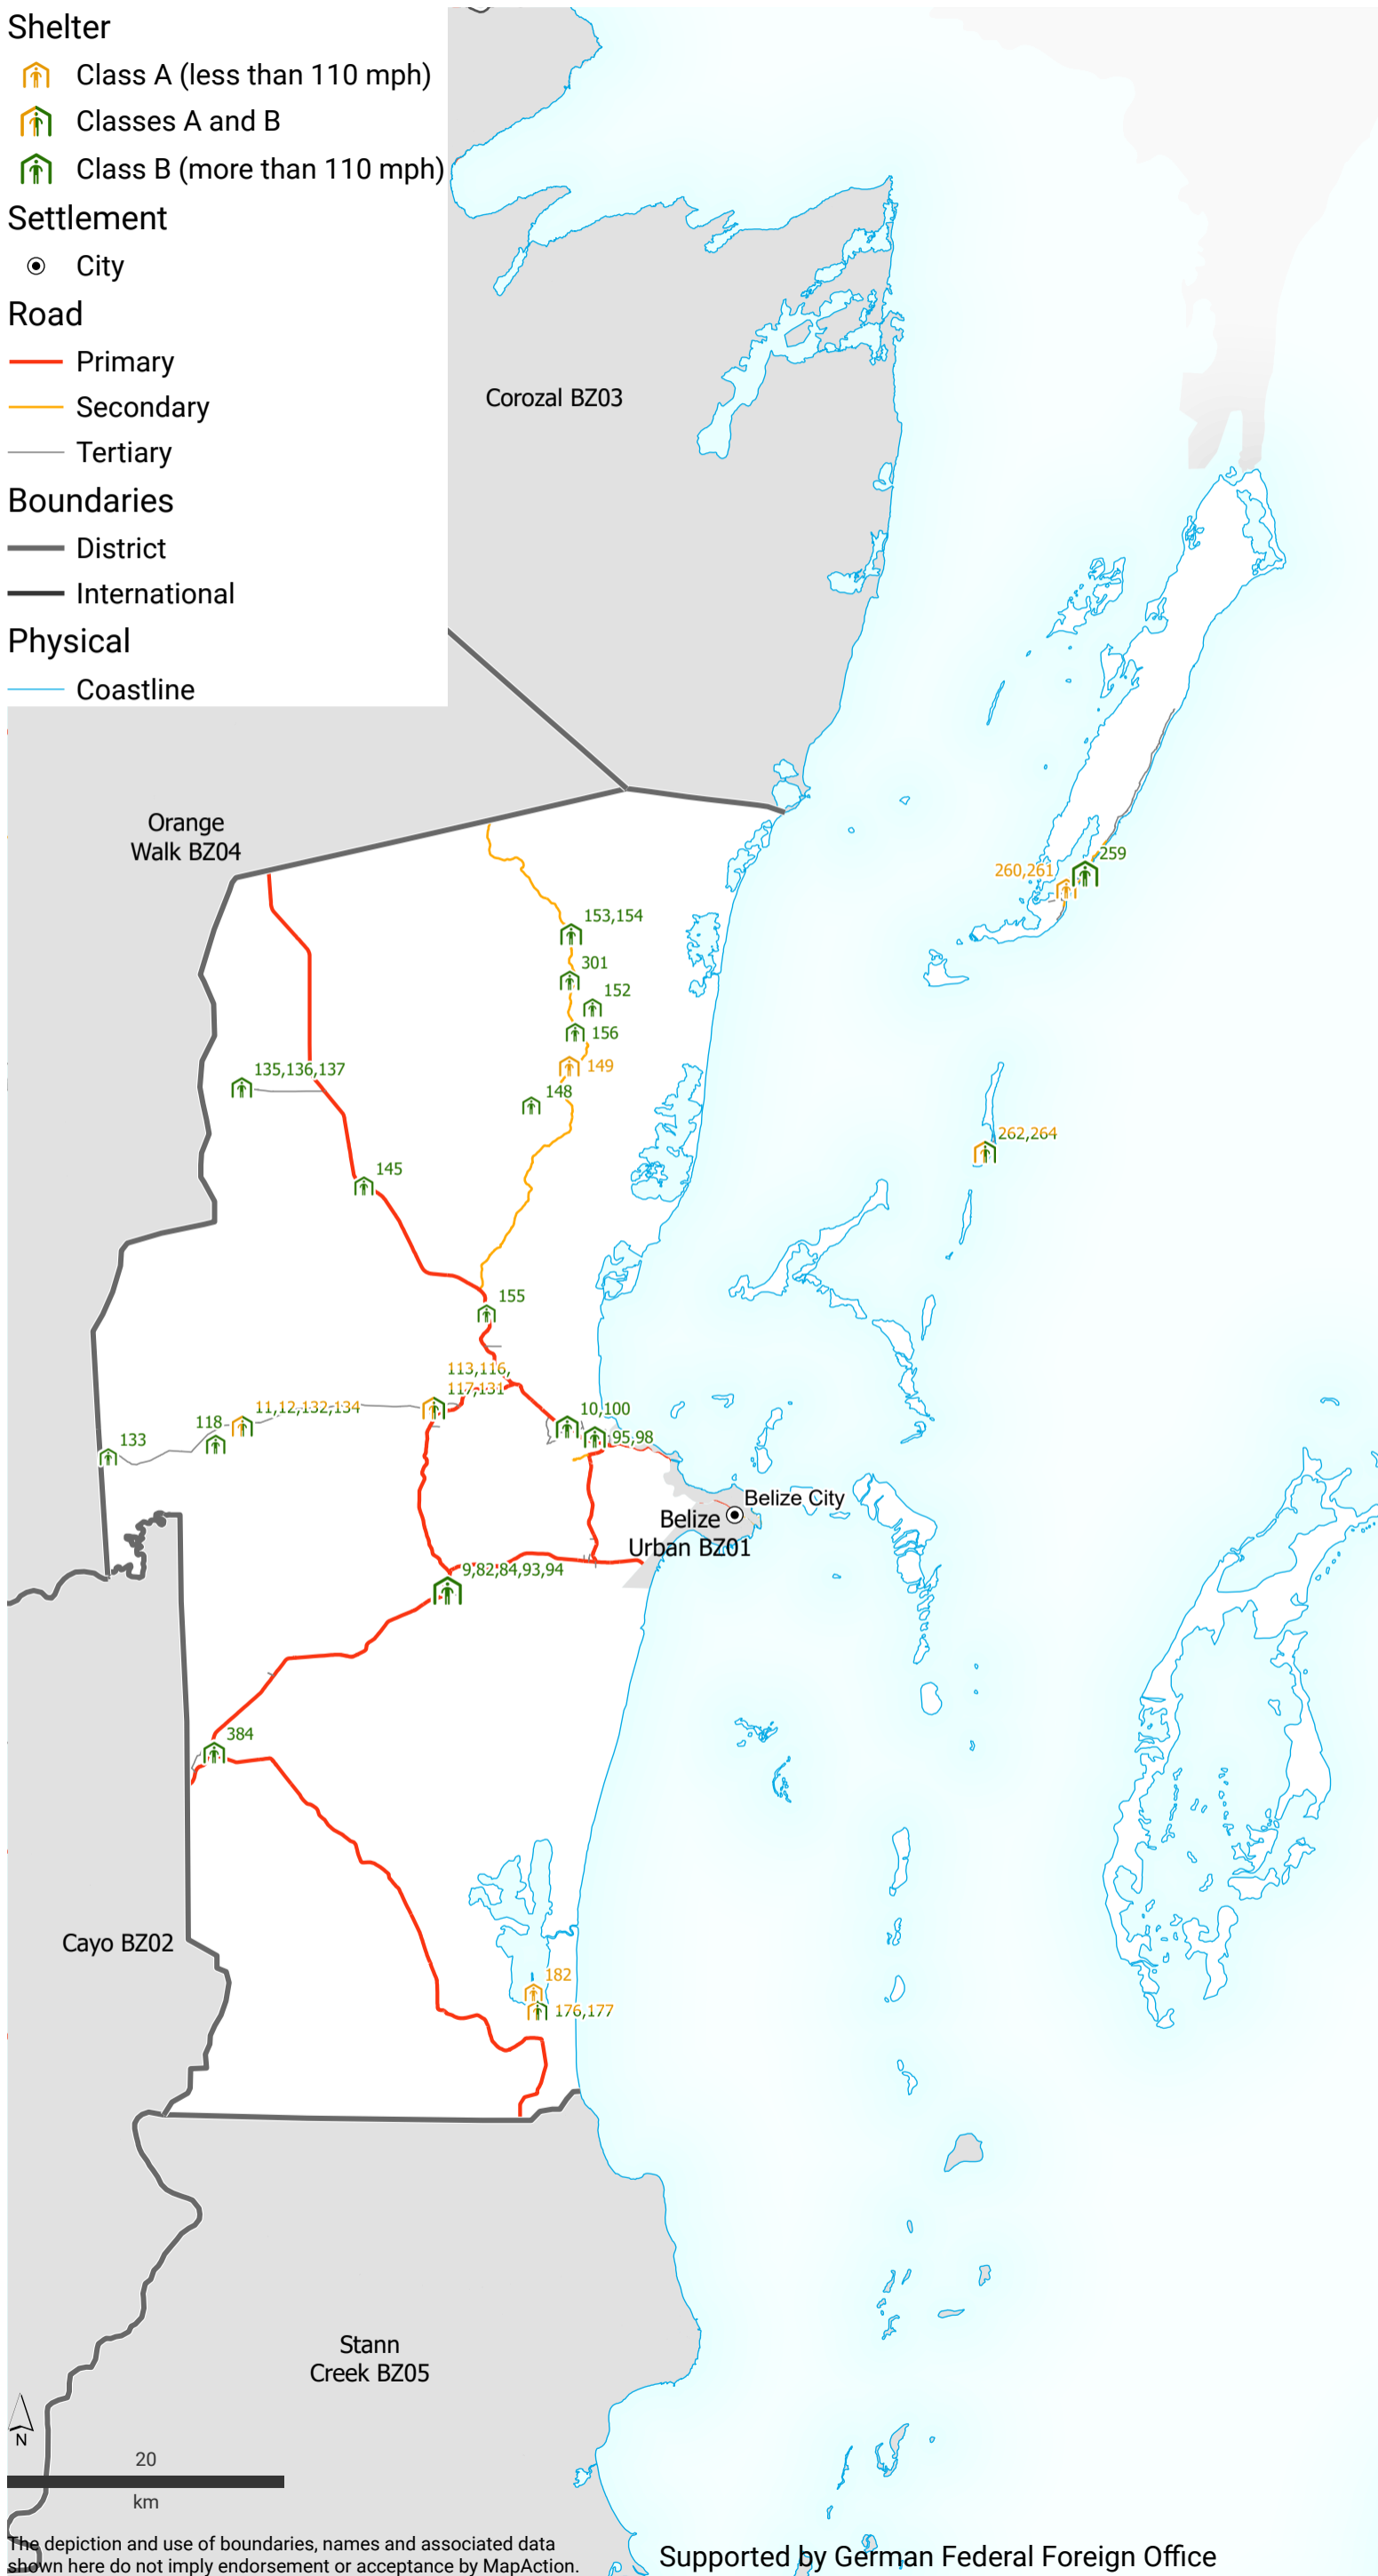 Shelter
Class A (less than 110 mph)
Classes A and B
Class B (more than 110 mph)
Settlement
City
Road
Primary
Secondary
Tertiary
Boundaries
District
International
Physical
Coastline
Corozal BZ03
Orange
Walk BZ04
259
260,261
153,154
301
152
156
149
135,136,137
148
262,264
145
155
113,116,
117,131
11,12,132,134
10,100
118
95,98
133
Belize City
Belize
Urban BZ01
9,82,84,93,94
384
Cayo BZ02
182
176,177
Stann
Creek BZ05
N
20
km
The depiction and use of boundaries, names and associated data
shown here do not imply endorsement or acceptance by MapAction.
Supported by German Federal Foreign Office